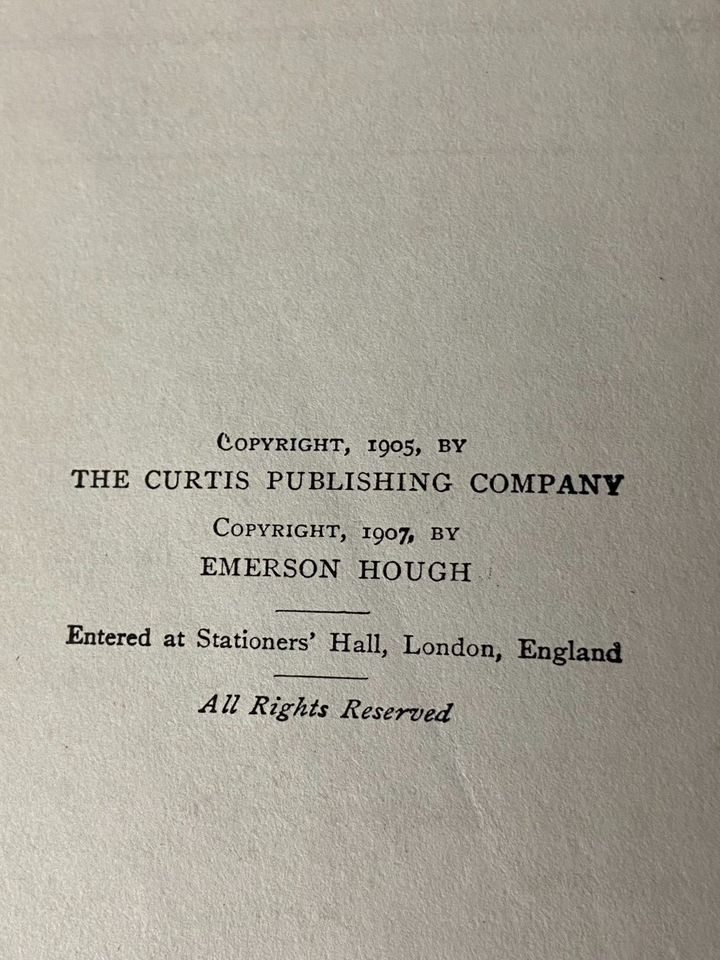 COPYRIGHT, 1905, BY
THE CURTIS PUBLISHING COMPANY
COPYRIGHT, 1907, BY
EMERSON HOUGH
Entered at Stationers' Hall, London, England
All Rights Reserved